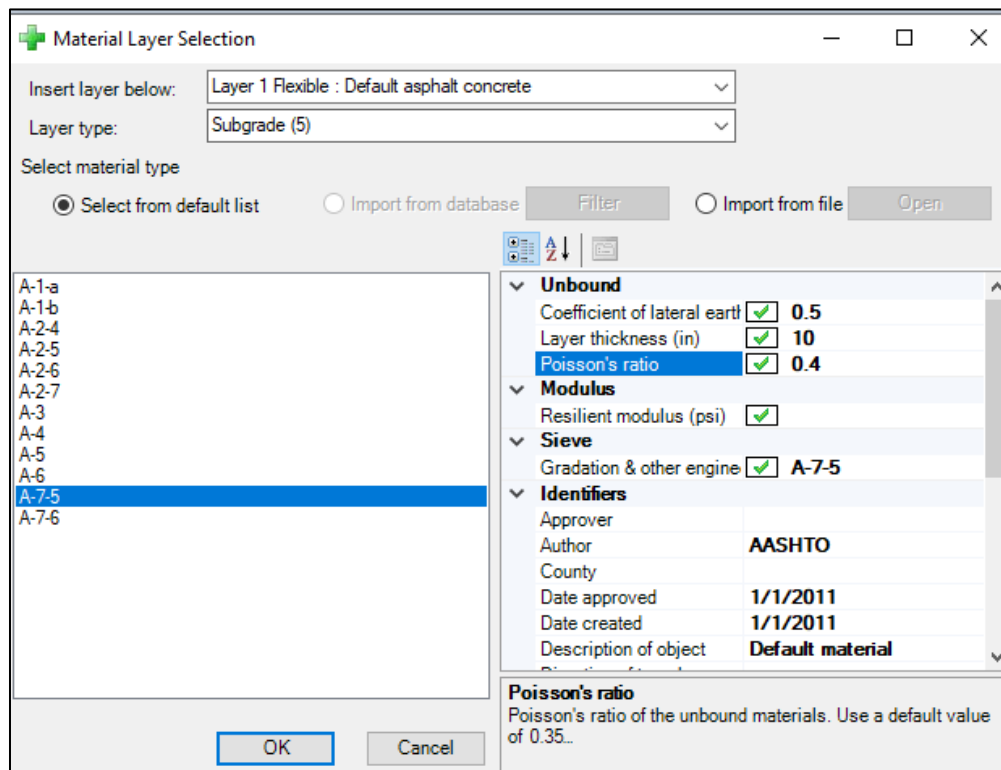 Material Layer Selection
Insert layer below: Layer 1 Flexible : Default asphalt concrete
Layer type: Subgrade (5)
Select material type
Select from default list Import from database Filter Import from file Open
A-1-a
A-1-b
A-2-4
A-2-5
A-2-6
A-2-7
A-3
A-4
A-5
A-6
A-7-5
A-7-6
Unbound
Coefficient of lateral earth 0.5
Layer thickness (in) 10
Poisson's ratio 0.4
Modulus
Resilient modulus (psi)
Sieve
Gradation & other engine A-7-5
Identifiers
Approver
Author AASHTO
County
Date approved 1/1/2011
Date created 1/1/2011
Description of object Default material
Poisson's ratio
Poisson's ratio of the unbound materials. Use a default value
of 0.35...
OK Cancel